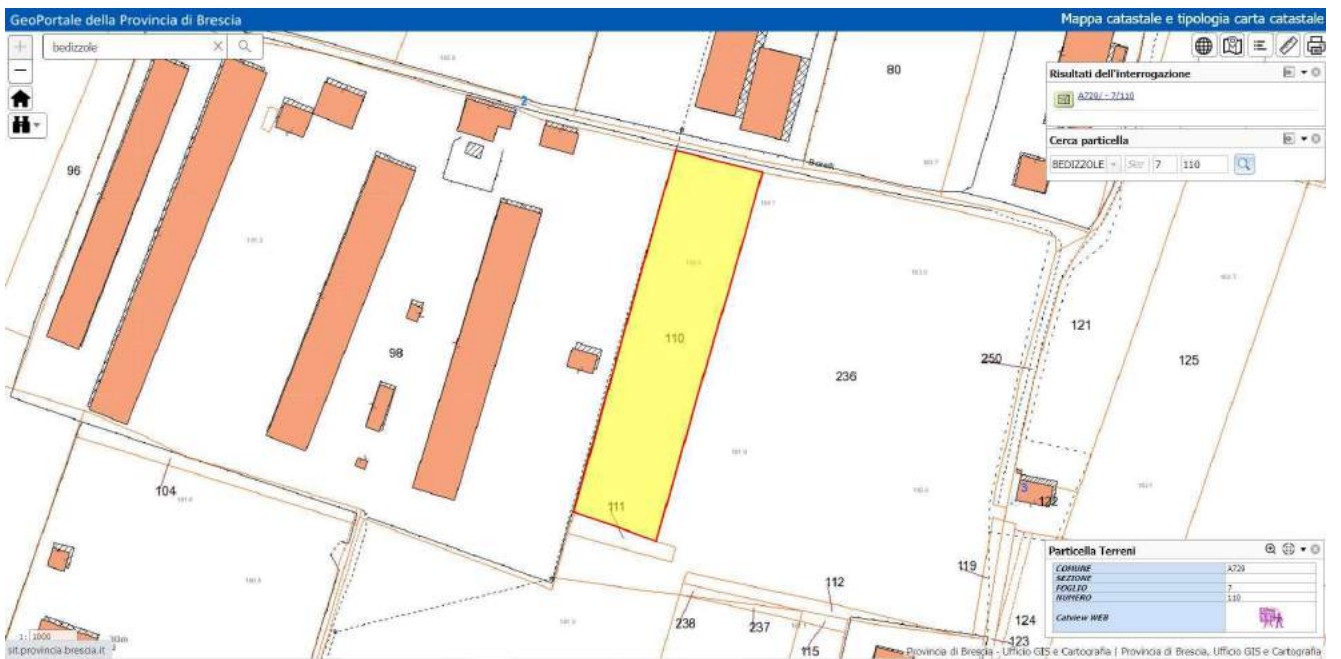 GeoPortale della Provincia di Brescia
Mappa catastale e tipologia carta catastale
bedizzole
Risultati dell'interrogazione
A729/ - 7/110
Cerca particella
BEDIZZOLE
Sez
7
110
80
96
2
110
98
236
121
250
125
104
111
3
122
119
112
124
238
237
115
123
Particella Terreni
COMUNE A729
SEZIONE
FOGLIO 7
NUMERO 110
Catview WEB
1: 1000
sit.provincia.brescia.it
Provincia di Brescia - Ufficio GIS e Cartografia | Provincia di Brescia, Ufficio GIS e Cartografia